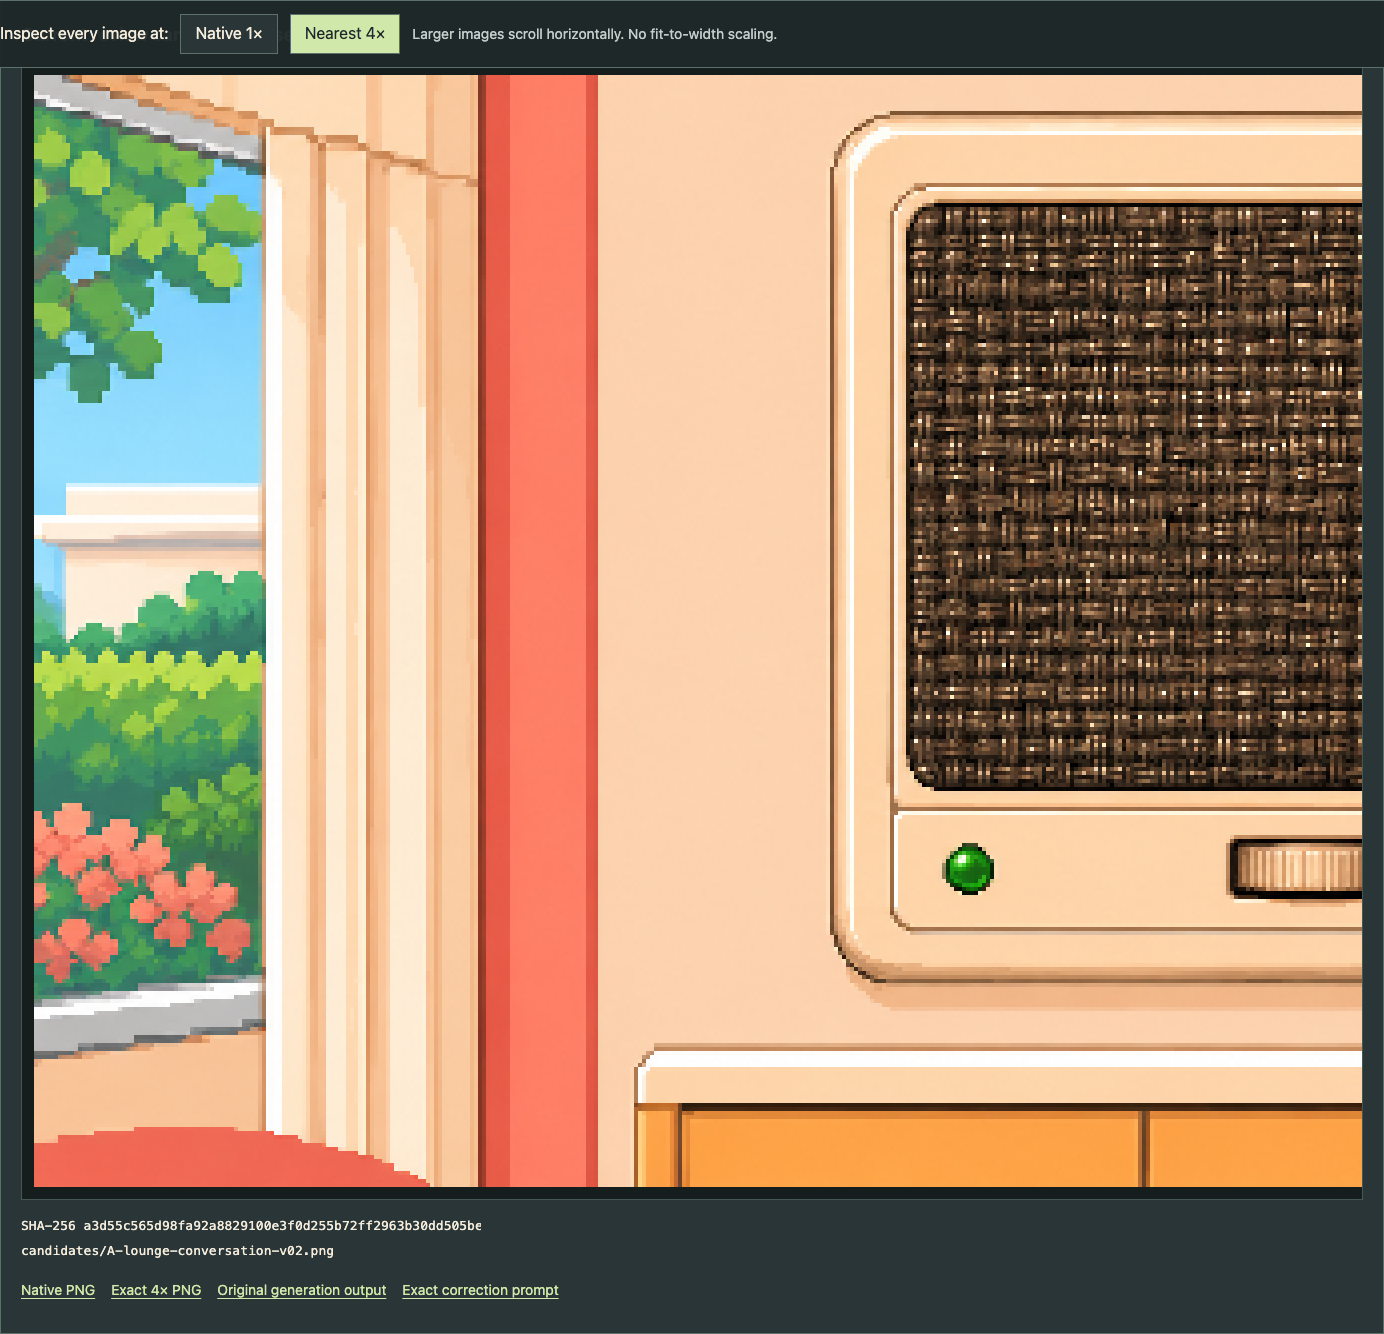 Inspect every image at: Native 1× Nearest 4× Larger images scroll horizontally. No fit-to-width scaling.
SHA-256 a3d55c565d98fa92a8829100e3f0d255b72ff2963b30dd505be
candidates/A-lounge-conversation-v02.png
Native PNG Exact 4× PNG Original generation output Exact correction prompt